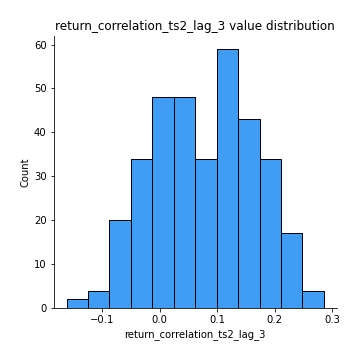 return_correlation_ts2_lag_3 value distribution
60
50
40
30
20
10
0
Count
−0.1 0.0 0.1 0.2 0.3
return_correlation_ts2_lag_3